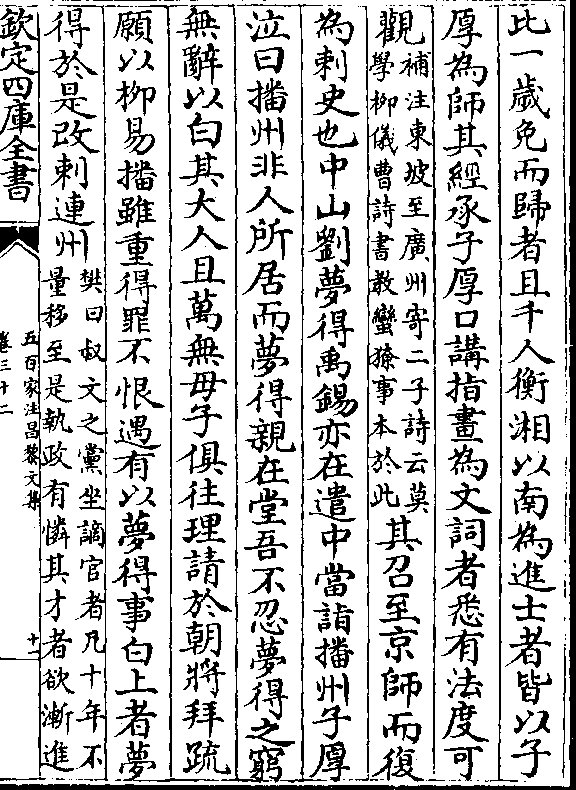 此一歲免而歸者且千人衡湘以南為進士者皆以子
厚為師其經承子厚口講指畫為文詞者悉有法度可
觀
補注東坡至廣州寄二子詩云莫
學柳儀曹詩書教蠻獠事本於此
其召至京師而復
為刺史也中山劉夢得禹錫亦在遣中當詣播州子厚
泣曰播州非人所居而夢得親在堂吾不忍夢得之窮
無辭以白其大人且萬無母子俱往理請於朝將拜疏
願以柳易播雖重得罪不恨遇有以夢得事白上者夢
得於是改刺連州
樊曰叔文之黨坐謫官者凡十年不
量移至是執政有憐其才者欲漸進
欽定四庫全書
五百家注昌黎文集
卷三十二
十一